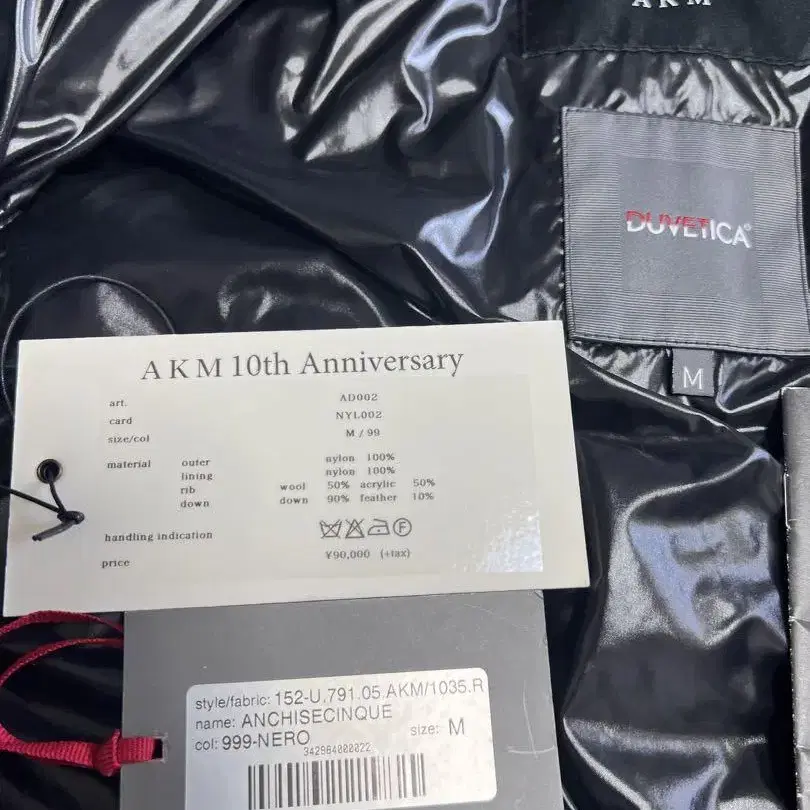 AKM
DUVETICA
M
AKM 10th Anniversary
art. AD002
card NYL002
size/col M / 99
material outer nylon 100%
lining nylon 100%
rib wool 50% acrylic 50%
down down 90% feather 10%
handling indication F
price ¥90,000 (+tax)
style/fabric: 152-U.791.05.AKM/1035.R
name: ANCHISECINQUE
col: 999-NERO size: M
342984000022